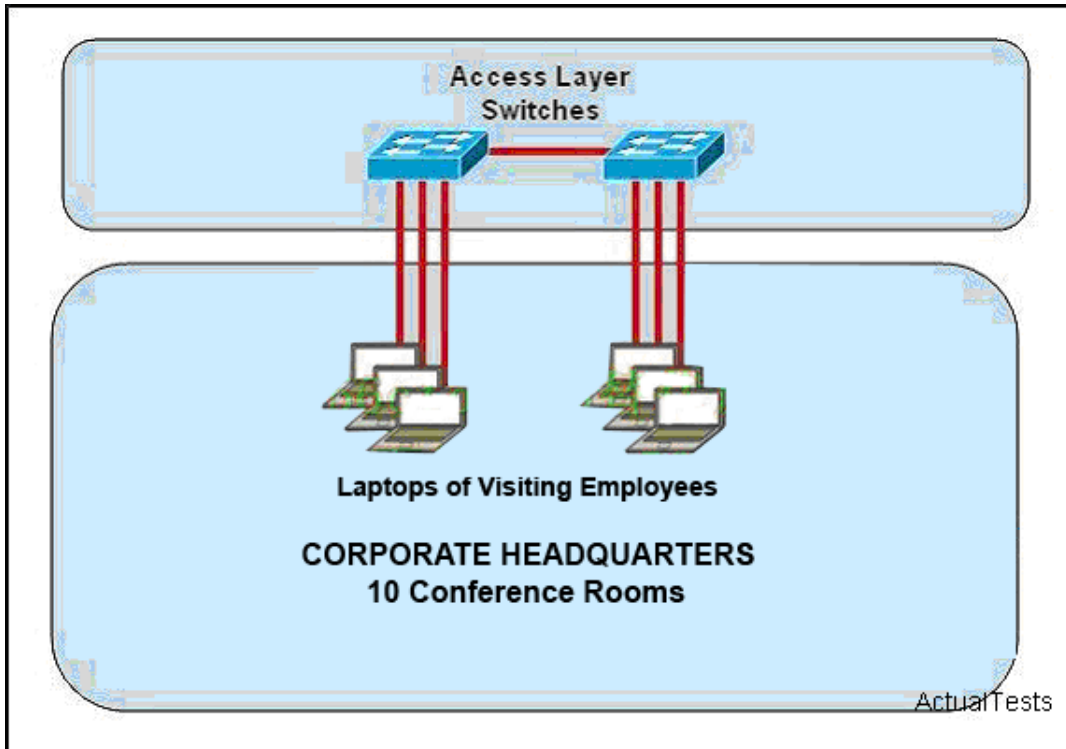 Access Layer
Switches
Laptops of Visiting Employees
CORPORATE HEADQUARTERS
10 Conference Rooms
ActualTests